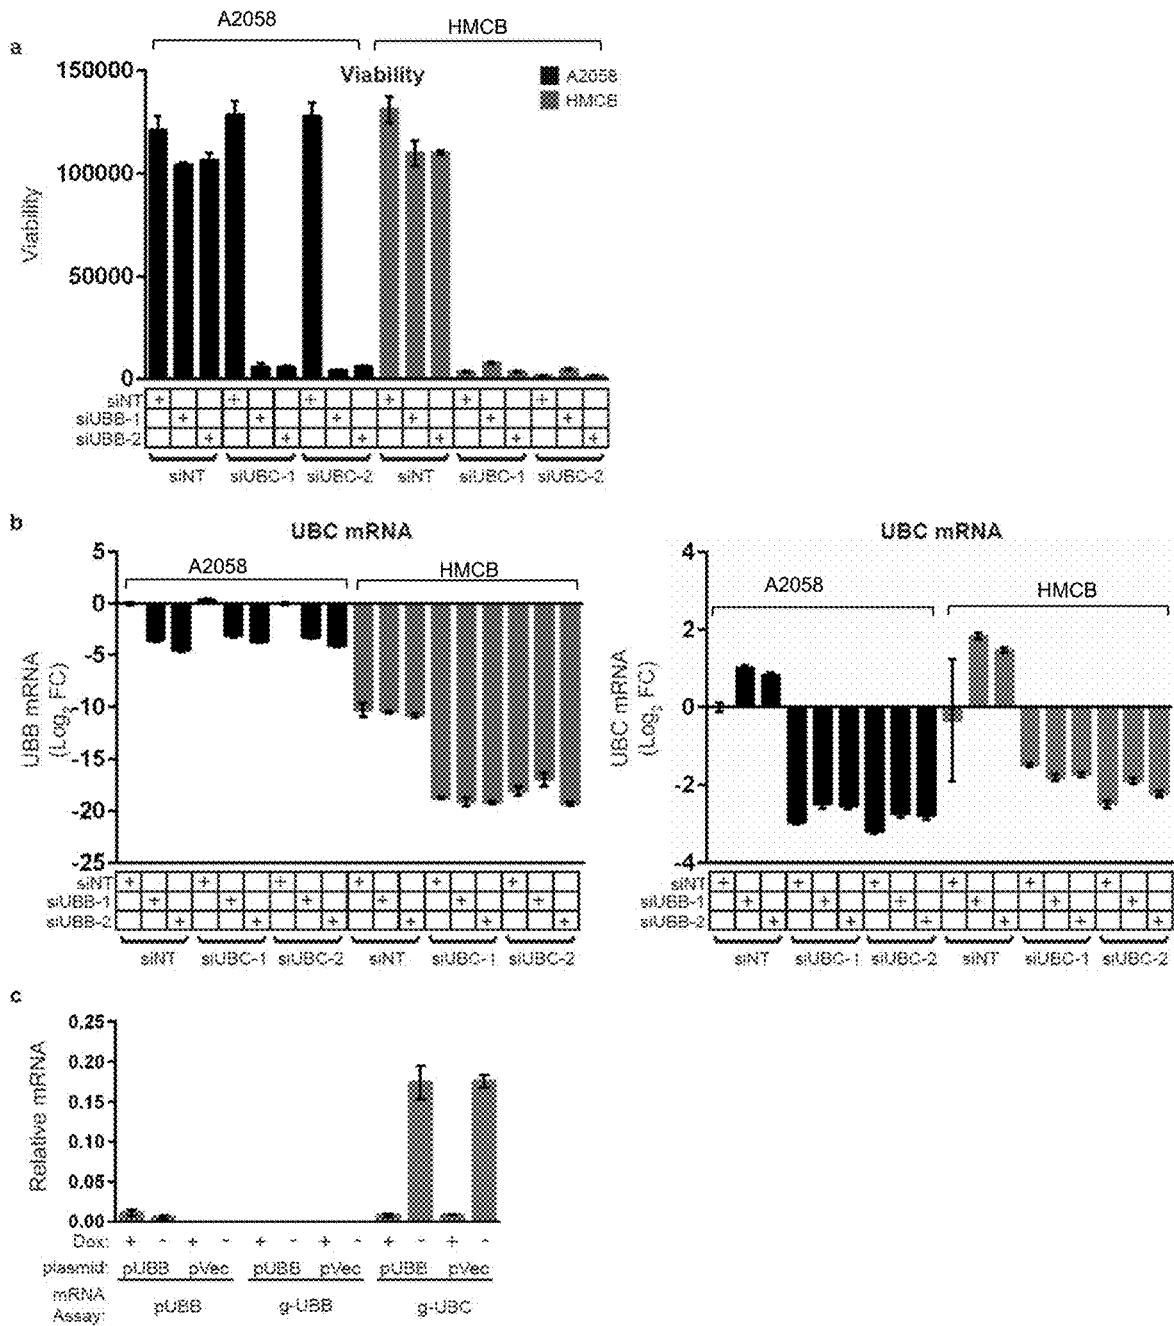 a
A2058
HMCB
Viability
A2058
HMCB
Viability
150000
100000
50000
0
siNT + + + + + +
siUBB-1 + + + + + +
siUBB-2 + + + + + +
siNT siUBC-1 siUBC-2 siNT siUBC-1 siUBC-2
b
UBC mRNA
A2058
HMCB
UBB mRNA
(Log2 FC)
5
0
-5
-10
-15
-20
-25
siNT + + + + + +
siUBB-1 + + + + + +
siUBB-2 + + + + + +
siNT siUBC-1 siUBC-2 siNT siUBC-1 siUBC-2
UBC mRNA
A2058
HMCB
UBC mRNA
(Log2 FC)
4
2
0
-2
-4
siNT + + + + + +
siUBB-1 + + + + + +
siUBB-2 + + + + + +
siNT siUBC-1 siUBC-2 siNT siUBC-1 siUBC-2
c
Relative mRNA
0.25
0.20
0.15
0.10
0.05
0.00
Dox: + - + - + - + - + - + -
plasmid: pUBB pVec pUBB pVec pUBB pVec
mRNA
Assay: pUBB g-UBB g-UBC